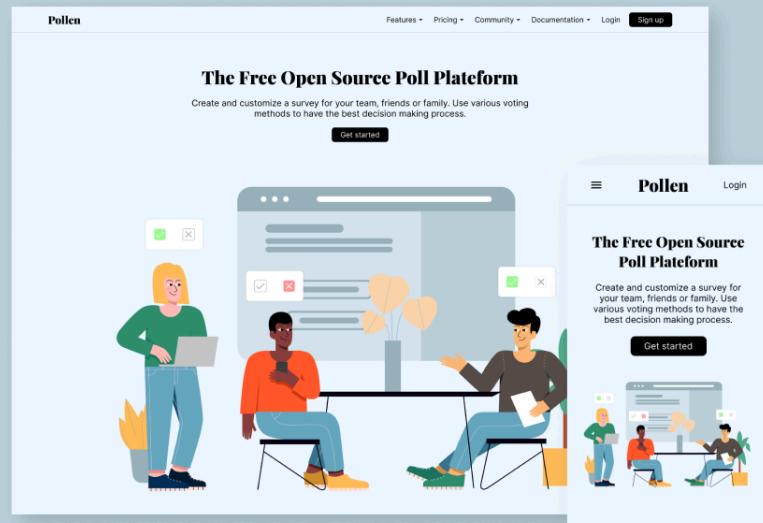 Pollen
Features Pricing Community Documentation Login Sign up
The Free Open Source Poll Plateform
Create and customize a survey for your team, friends or family. Use various voting
methods to have the best decision making process.
Get started
Pollen Login
The Free Open Source
Poll Plateform
Create and customize a survey for
your team, friends or family. Use
various voting methods to have the
best decision making process.
Get started